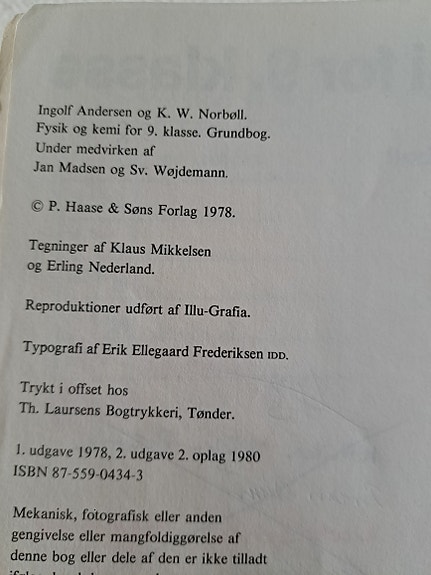 Ingolf Andersen og K. W. Norbøll.
Fysik og kemi for 9. klasse. Grundbog.
Under medvirken af
Jan Madsen og Sv. Wøjdemann.
© P. Haase & Søns Forlag 1978.
Tegninger af Klaus Mikkelsen
og Erling Nederland.
Reproduktioner udført af Illu-Grafia.
Typografi af Erik Ellegaard Frederiksen IDD.
Trykt i offset hos
Th. Laursens Bogtrykkeri, Tønder.
1. udgave 1978, 2. udgave 2. oplag 1980
ISBN 87-559-0434-3
Mekanisk, fotografisk eller anden
gengivelse eller mangfoldiggørelse af
denne bog eller dele af den er ikke tilladt